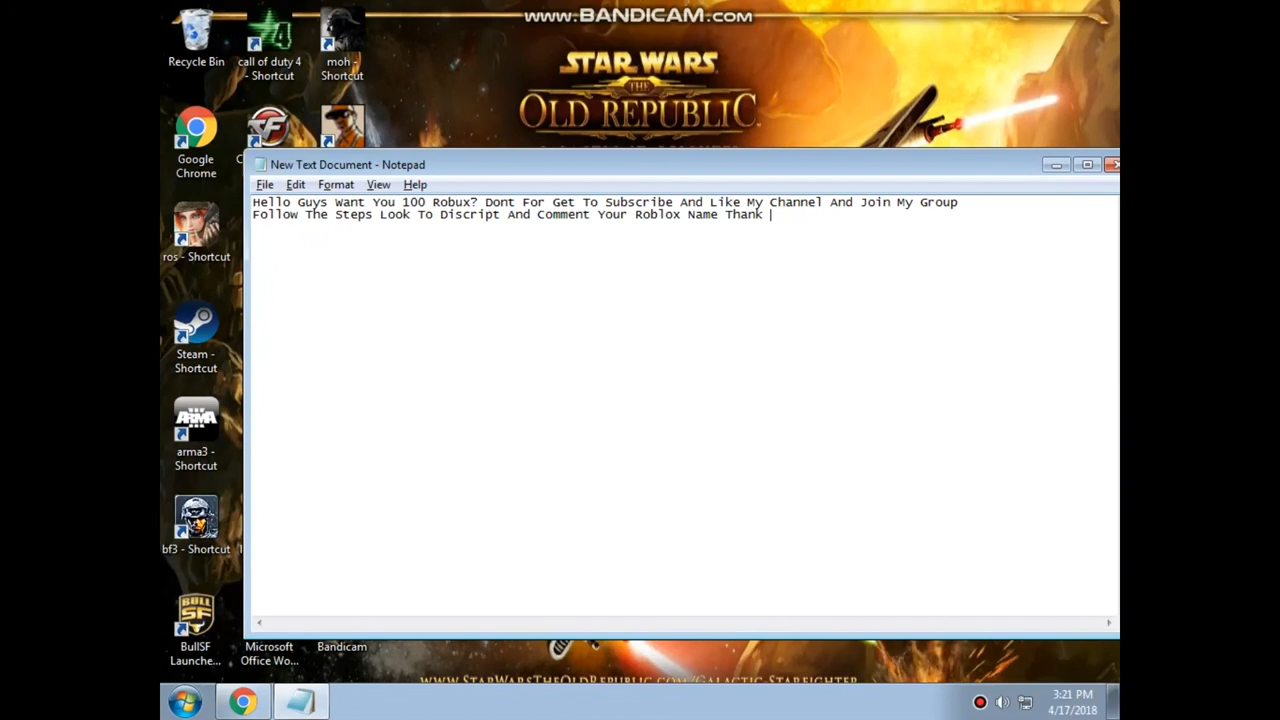 www.BANDICAM.com
Recycle Bin
call of duty 4 - Shortcut
moh - Shortcut
STAR WARS
THE
OLD REPUBLIC
Google Chrome
New Text Document - Notepad
File Edit Format View Help
Hello Guys Want You 100 Robux? Dont For Get To Subscribe And Like My Channel And Join My Group
Follow The Steps Look To Discript And Comment Your Roblox Name Thank
ros - Shortcut
Steam - Shortcut
ARMA
arma3 - Shortcut
bf3 - Shortcut
BULL
SF
BullSF Launche...
Microsoft Office Wo...
Bandicam
www.StarWarsTheOldRepublic.com/Galactic-Starfighter
3:21 PM
4/17/2018